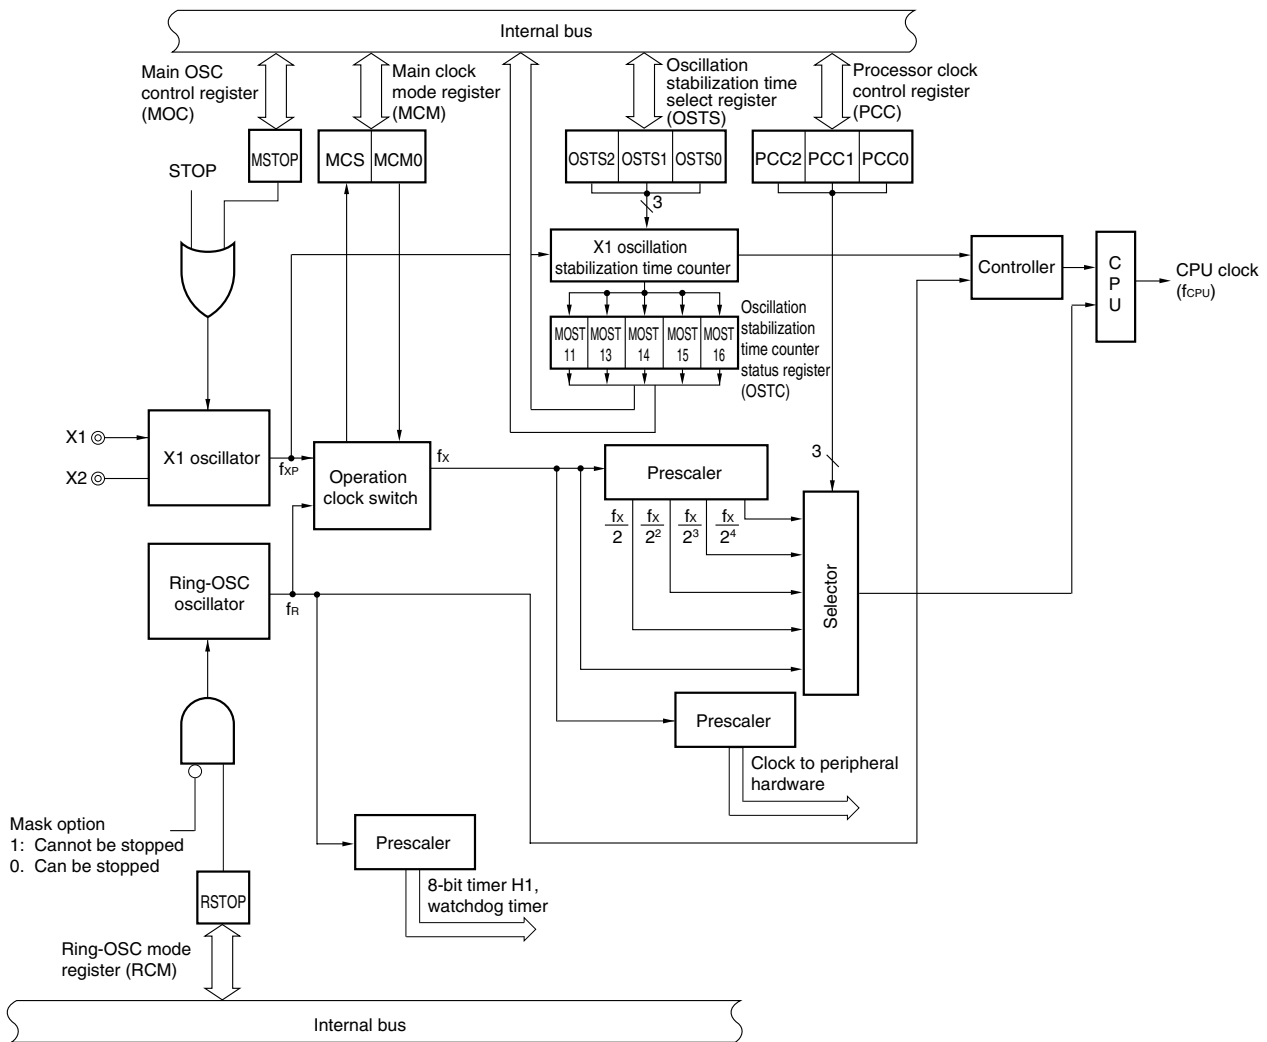 Internal bus
Main OSC
control register
(MOC)
Main clock
mode register
(MCM)
Oscillation
stabilization time
select register
(OSTS)
Processor clock
control register
(PCC)
STOP
MSTOP
MCS
MCM0
OSTS2
OSTS1
OSTS0
PCC2
PCC1
PCC0
3
X1 oscillation
stabilization time counter
Controller
C
P
U
CPU clock
(fCPU)
MOST
11
MOST
13
MOST
14
MOST
15
MOST
16
Oscillation
stabilization
time counter
status register
(OSTC)
X1
X2
X1 oscillator
fXP
Operation
clock switch
fX
Prescaler
3
fX
2
fX
2²
fX
2³
fX
2⁴
Selector
Ring-OSC
oscillator
fR
Prescaler
Clock to peripheral
hardware
Mask option
1: Cannot be stopped
0. Can be stopped
Prescaler
8-bit timer H1,
watchdog timer
RSTOP
Ring-OSC mode
register (RCM)
Internal bus